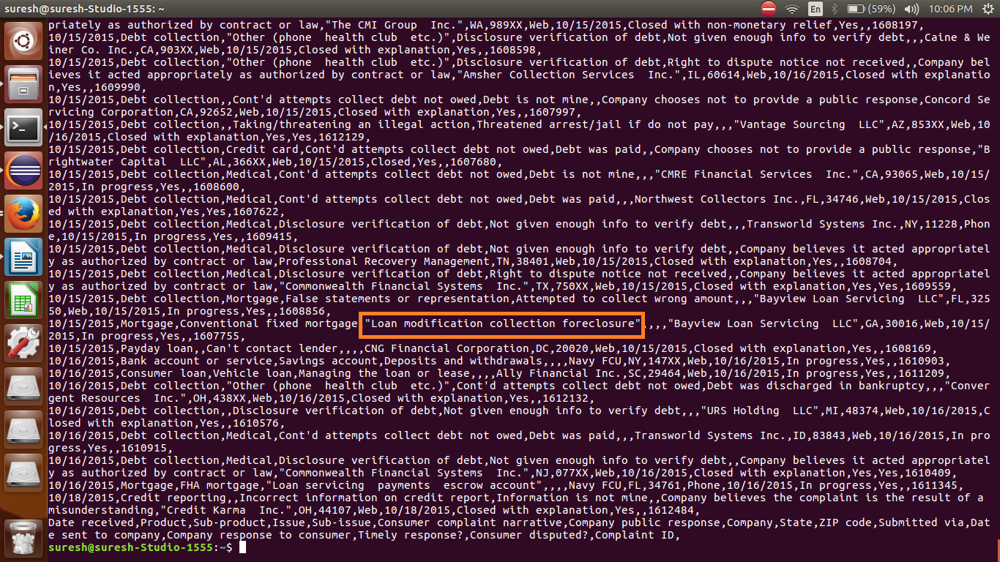 suresh@suresh-Studio-1555: ~
En
(59%)
10:06 PM
priately as authorized by contract or law,"The CMI Group  Inc.",WA,989XX,Web,10/15/2015,Closed with non-monetary relief,Yes,,1608197,
10/15/2015,Debt collection,"Other (phone  health club  etc.)",Disclosure verification of debt,Not given enough info to verify debt,,,Caine & We
iner Co. Inc.,CA,903XX,Web,10/15/2015,Closed with explanation,Yes,,1608598,
10/15/2015,Debt collection,"Other (phone  health club  etc.)",Disclosure verification of debt,Right to dispute notice not received,,Company bel
ieves it acted appropriately as authorized by contract or law,"Amsher Collection Services  Inc.",IL,60614,Web,10/16/2015,Closed with explanatio
n,Yes,,1609990,
10/15/2015,Debt collection,,Cont'd attempts collect debt not owed,Debt is not mine,,Company chooses not to provide a public response,Concord Se
rvicing Corporation,CA,92652,Web,10/15/2015,Closed with explanation,Yes,,1607997,
10/15/2015,Debt collection,,Taking/threatening an illegal action,Threatened arrest/jail if do not pay,,,"Vantage Sourcing  LLC",AZ,853XX,Web,10
/16/2015,Closed with explanation,Yes,Yes,1612129,
10/15/2015,Debt collection,Credit card,Cont'd attempts collect debt not owed,Debt was paid,,Company chooses not to provide a public response,"B
rightwater Capital  LLC",AL,366XX,Web,10/15/2015,Closed,Yes,,1607680,
10/15/2015,Debt collection,Medical,Cont'd attempts collect debt not owed,Debt is not mine,,,"CMRE Financial Services  Inc.",CA,93065,Web,10/15/
2015,In progress,Yes,,1608600,
10/15/2015,Debt collection,Medical,Cont'd attempts collect debt not owed,Debt was paid,,,Northwest Collectors Inc.,FL,34746,Web,10/15/2015,Clos
ed with explanation,Yes,Yes,1607622,
10/15/2015,Debt collection,Medical,Disclosure verification of debt,Not given enough info to verify debt,,,Transworld Systems Inc.,NY,11228,Phon
e,10/15/2015,In progress,Yes,,1609415,
10/15/2015,Debt collection,Medical,Disclosure verification of debt,Not given enough info to verify debt,,Company believes it acted appropriatel
y as authorized by contract or law,Professional Recovery Management,TN,38401,Web,10/15/2015,Closed with explanation,Yes,,1608704,
10/15/2015,Debt collection,Medical,Disclosure verification of debt,Right to dispute notice not received,,Company believes it acted appropriatel
y as authorized by contract or law,"Commonwealth Financial Systems  Inc.",TX,750XX,Web,10/15/2015,Closed with explanation,Yes,Yes,1609559,
10/15/2015,Debt collection,Mortgage,False statements or representation,Attempted to collect wrong amount,,,"Bayview Loan Servicing  LLC",FL,325
50,Web,10/15/2015,In progress,Yes,,1608856,
10/15/2015,Mortgage,Conventional fixed mortgage "Loan modification collection foreclosure",,,,"Bayview Loan Servicing  LLC",GA,30016,Web,10/15/
2015,In progress,Yes,,1607755,
10/15/2015,Payday loan,,Can't contact lender,,,,CNG Financial Corporation,DC,20020,Web,10/15/2015,Closed with explanation,Yes,,1608169,
10/16/2015,Bank account or service,Savings account,Deposits and withdrawals,,,,Navy FCU,NY,147XX,Web,10/16/2015,In progress,Yes,,1610903,
10/16/2015,Consumer loan,Vehicle loan,Managing the loan or lease,,,,Ally Financial Inc.,SC,29464,Web,10/16/2015,In progress,Yes,,1611209,
10/16/2015,Debt collection,"Other (phone  health club  etc.)",Cont'd attempts collect debt not owed,Debt was discharged in bankruptcy,,,"Conver
gent Resources  Inc.",OH,438XX,Web,10/16/2015,Closed with explanation,Yes,,1612132,
10/16/2015,Debt collection,,Disclosure verification of debt,Not given enough info to verify debt,,,"URS Holding  LLC",MI,48374,Web,10/16/2015,C
losed with explanation,Yes,,1610576,
10/16/2015,Debt collection,Medical,Cont'd attempts collect debt not owed,Debt was paid,,,Transworld Systems Inc.,ID,83843,Web,10/16/2015,In pro
gress,Yes,,1610915,
10/16/2015,Debt collection,Medical,Disclosure verification of debt,Not given enough info to verify debt,,Company believes it acted appropriatel
y as authorized by contract or law,"Commonwealth Financial Systems  Inc.",NJ,077XX,Web,10/16/2015,In progress,Yes,,1610409,
10/16/2015,Mortgage,FHA mortgage,"Loan servicing  payments  escrow account",,,,Navy FCU,FL,34761,Phone,10/16/2015,In progress,Yes,,1611345,
10/18/2015,Credit reporting,,Incorrect information on credit report,Information is not mine,,Company believes the complaint is the result of a
misunderstanding,"Credit Karma  Inc.",OH,44107,Web,10/18/2015,Closed with explanation,Yes,,1612484,
Date received,Product,Sub-product,Issue,Sub-issue,Consumer complaint narrative,Company public response,Company,State,ZIP code,Submitted via,Dat
e sent to company,Company response to consumer,Timely response?,Consumer disputed?,Complaint ID,
suresh@suresh-Studio-1555:~$